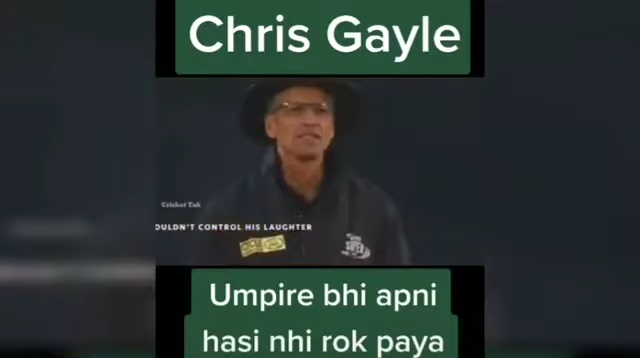 Chris Gayle
Cricket Tak
OULDN'T CONTROL HIS LAUGHTER
Umpire bhi apni
hasi nhi rok paya